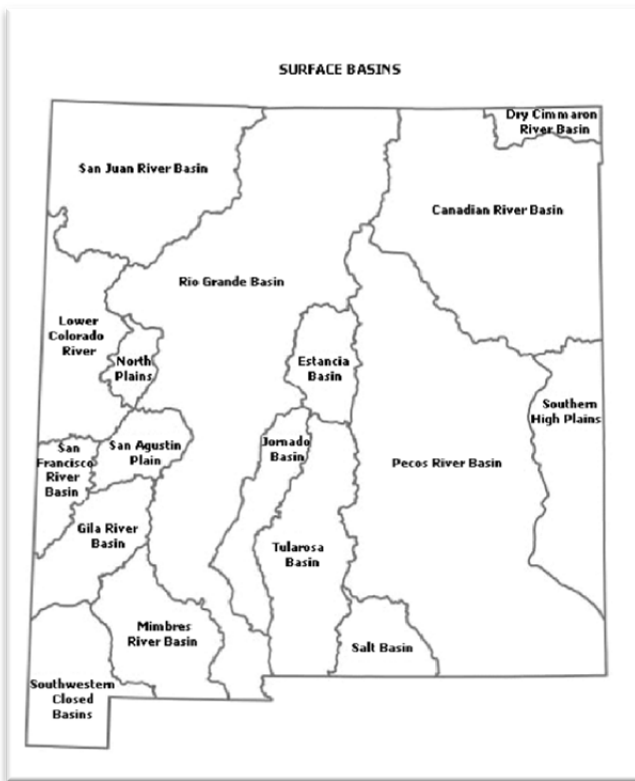 SURFACE BASINS
Dry Cimmaron
River Basin
San Juan River Basin
Canadian River Basin
Rio Grande Basin
Lower
Colorado
River
North
Plains
Estancia
Basin
Southern
High Plains
San
Francisco
River
Basin
San Agustin
Plain
Jornado
Basin
Pecos River Basin
Gila River
Basin
Tularosa
Basin
Mimbres
River Basin
Salt Basin
Southwestern
Closed
Basins